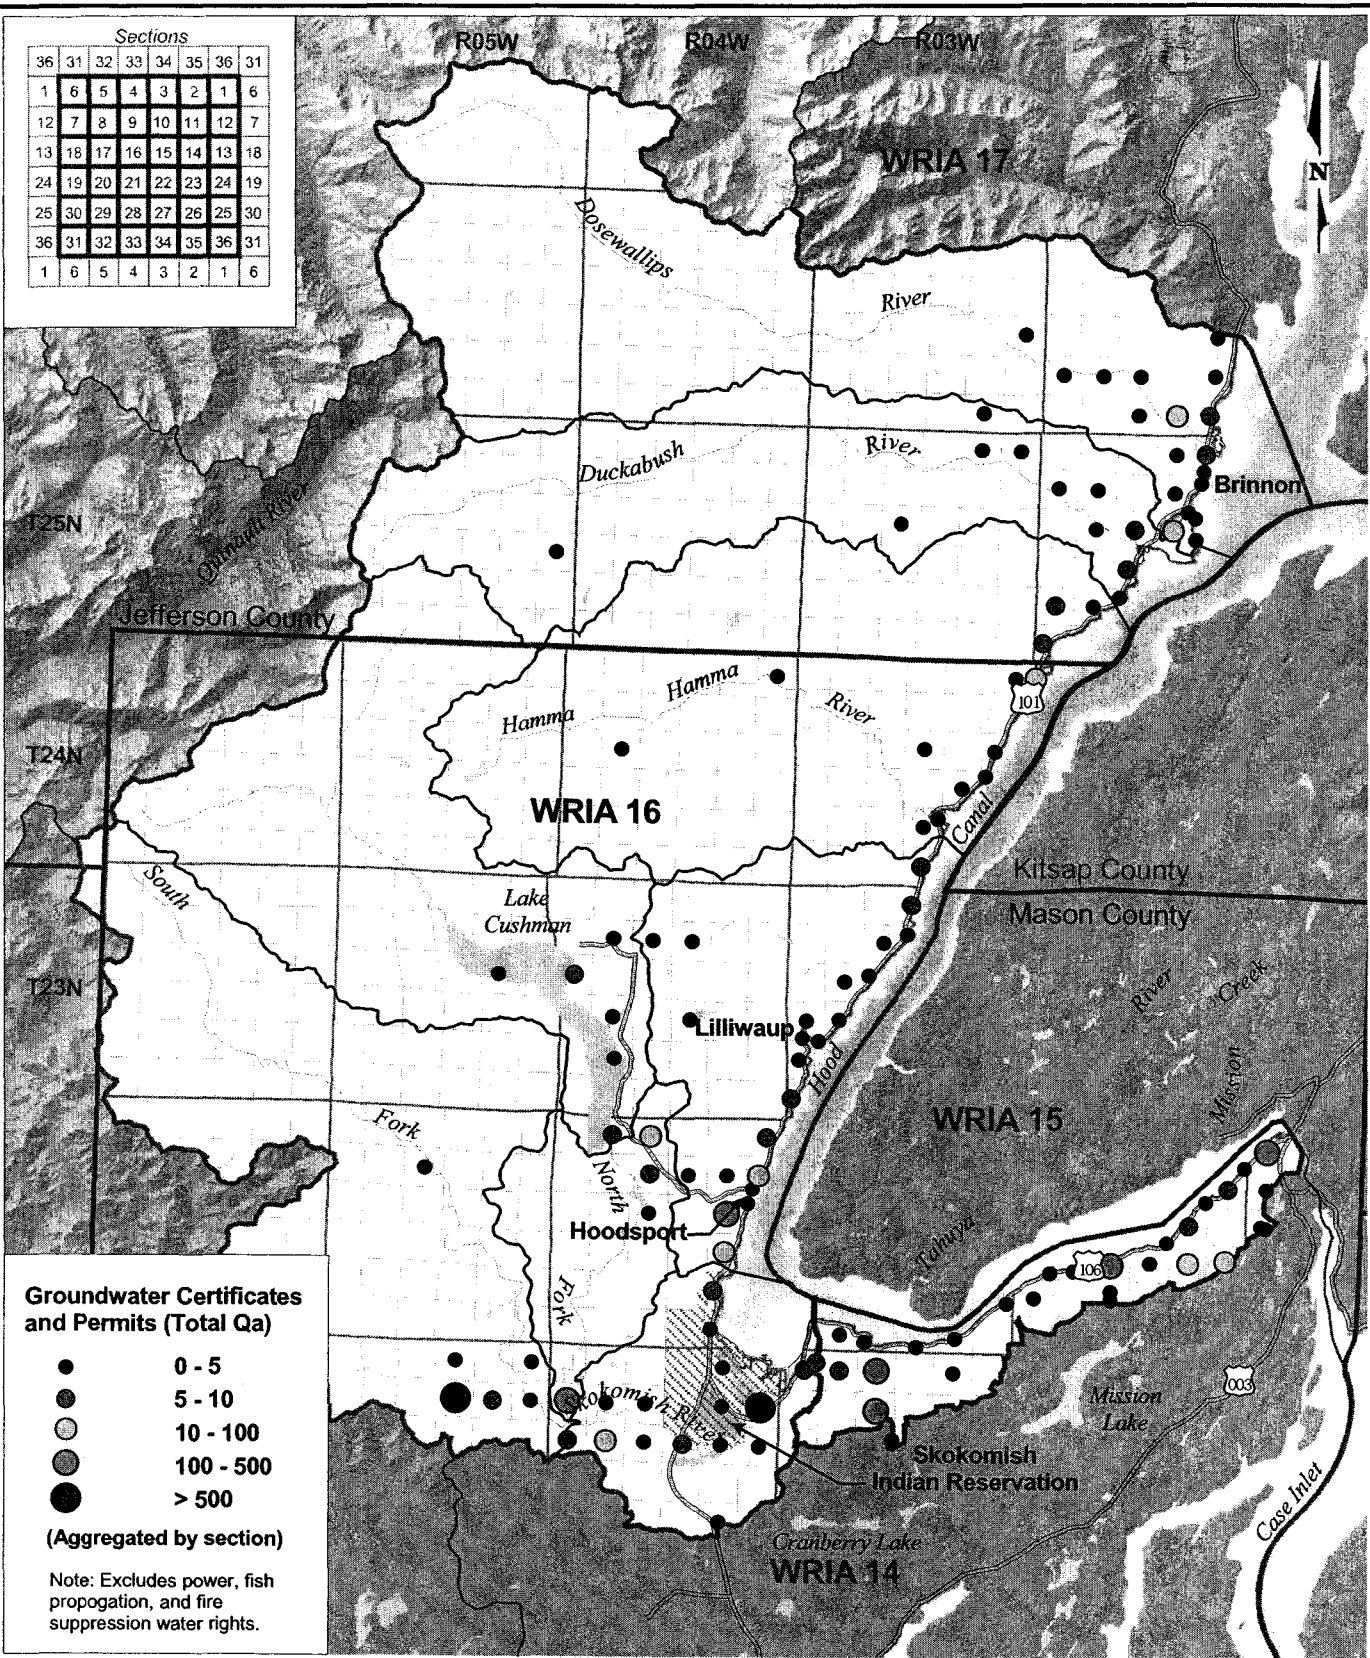 Sections
36 31 32 33 34 35 36 31
1 6 5 4 3 2 1 6
12 7 8 9 10 11 12 7
13 18 17 16 15 14 13 18
24 19 20 21 22 23 24 19
25 30 29 28 27 26 25 30
36 31 32 33 34 35 36 31
1 6 5 4 3 2 1 6
R05W
R04W
R03W
WRIA 17
N
Dosewallips
River
Duckabush
River
Brinnon
T25N
Quinault River
Jefferson County
Hamma
Hamma
River
101
T24N
WRIA 16
Canal
Kitsap County
Mason County
South
Lake
Cushman
T23N
River
Creek
Lilliwaup
Hood
Mission
WRIA 15
Fork
North
Hoodsport
Tahuya
106
Fork
Skokomish River
003
Mission
Lake
Skokomish
Indian Reservation
Case Inlet
Cranberry Lake
WRIA 14
Groundwater Certificates
and Permits (Total Qa)
0 - 5
5 - 10
10 - 100
100 - 500
> 500
(Aggregated by section)
Note: Excludes power, fish
propogation, and fire
suppression water rights.